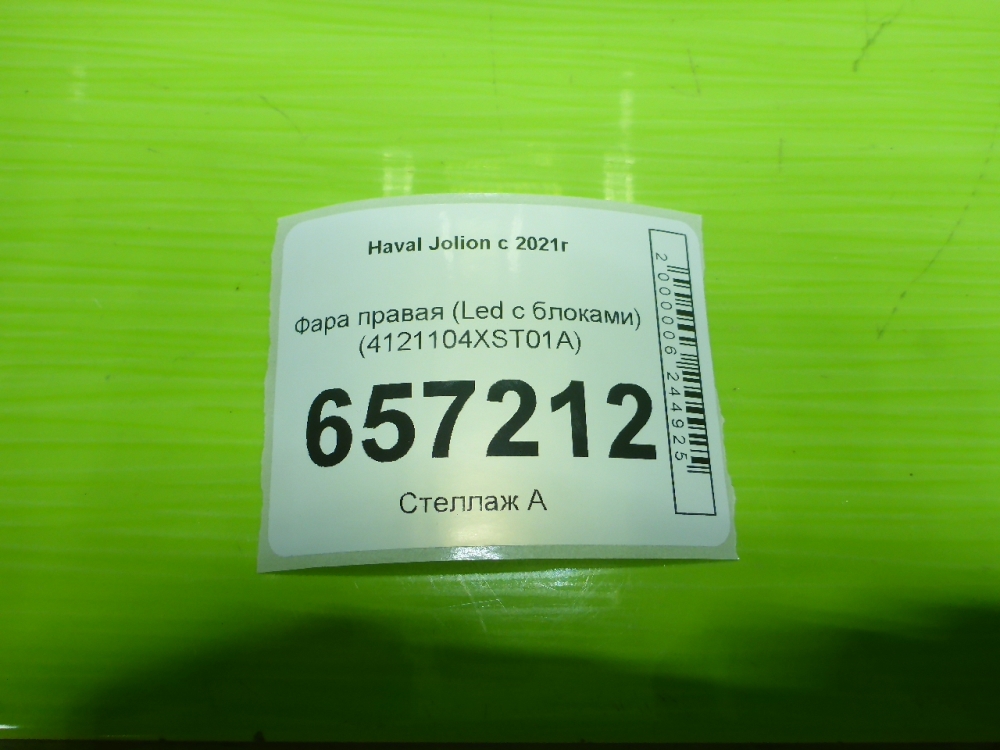 Haval Jolion с 2021г
Фара правая (Led с блоками)
(4121104XST01A)
657212
Стеллаж А
2000006244925